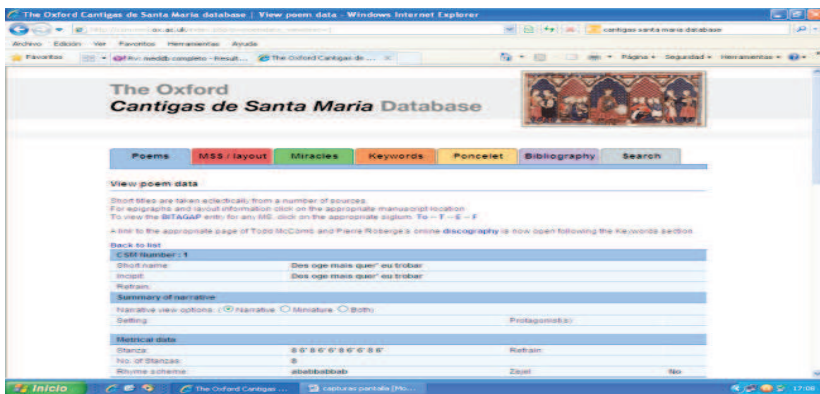 The Oxford Cantigas de Santa Maria database | View poem data - Windows Internet Explorer
cantigas santa maria database
Archivo Edición Ver Favoritos Herramientas Ayuda
Favoritos The Oxford Cantigas de ... Página Seguridad Herramientas
The Oxford
Cantigas de Santa Maria Database
Poems MSS / layout Miracles Keywords Poncelet Bibliography Search
View poem data
Short titles are taken eclectically from a number of sources.
For epigraphs and layout information click on the appropriate manuscript location
To view the BITAGAP entry for any MS, click on the appropriate siglum: To – T – E – F
A link to the appropriate page of Todd McComb and Pierre Roberge's online discography is now open following the Keywords section
Back to list
CSM Number: 1
Short name: Des oge mais quer' eu trobar
Incipit: Des oge mais quer' eu trobar
Refrain:
Summary of narrative
Narrative view options: ( Narrative Miniature Both)
Setting: Protagonist(s):
Metrical data
Stanza: Refrain:
No. of Stanzas: 8
Rhyme scheme: ababbabbab Zajal: No
Inicio The Oxford Cantigas ... capturas pantalla [Mo... 17:00